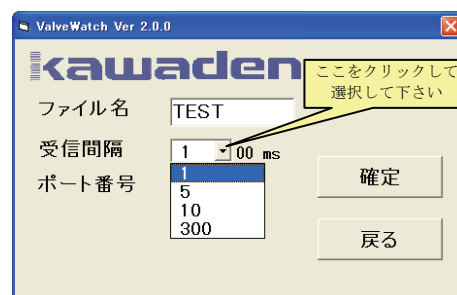 ValveWatch Ver 2.0.0
kawaden
ここをクリックして
選択して下さい
ファイル名 TEST
受信間隔 1 00 ms
ポート番号
1
5
10
300
確定
戻る